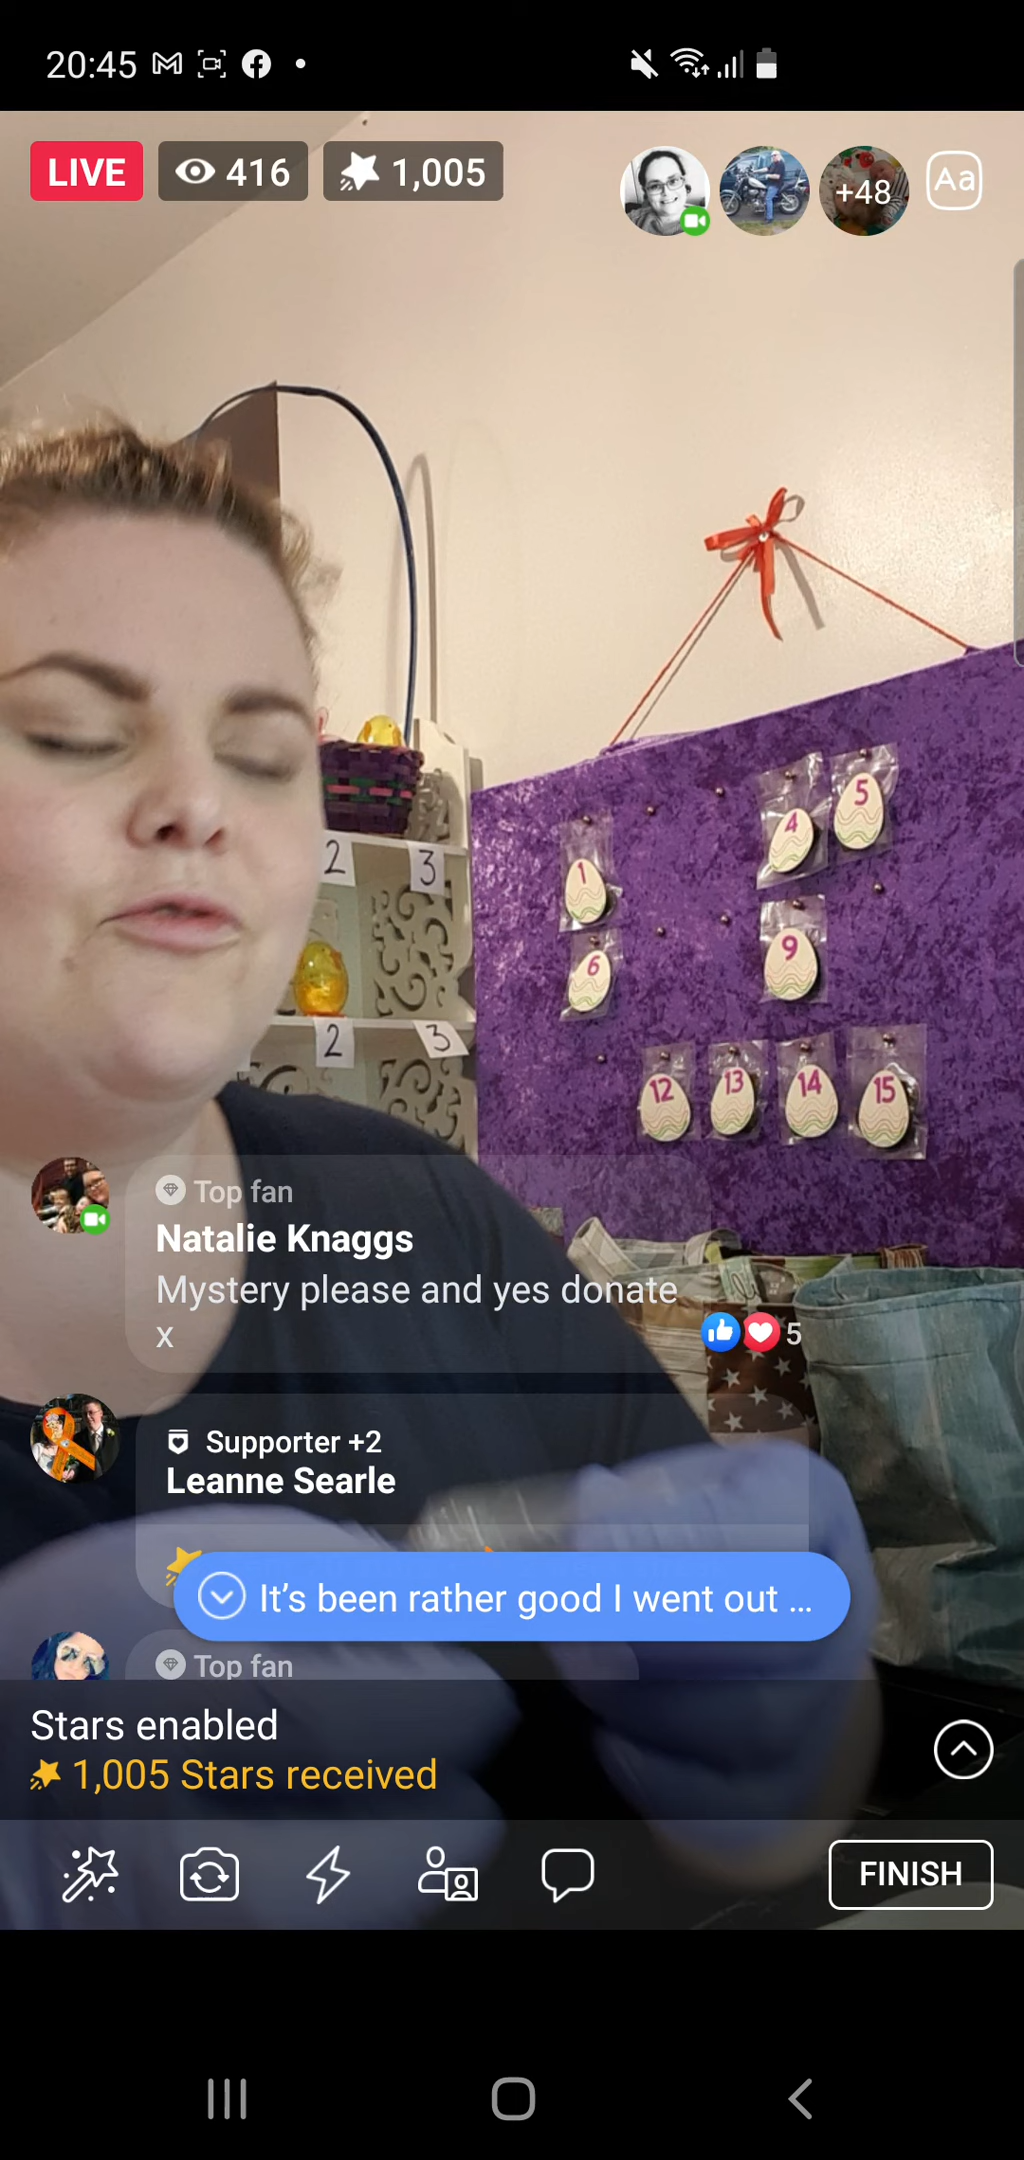 20:45
LIVE 416 1,005
+48 Aa
2 3
2 3
1
4
5
6
9
12 13 14 15
Top fan
Natalie Knaggs
Mystery please and yes donate
x
5
Supporter +2
Leanne Searle
It's been rather good I went out ...
Top fan
Stars enabled
1,005 Stars received
FINISH